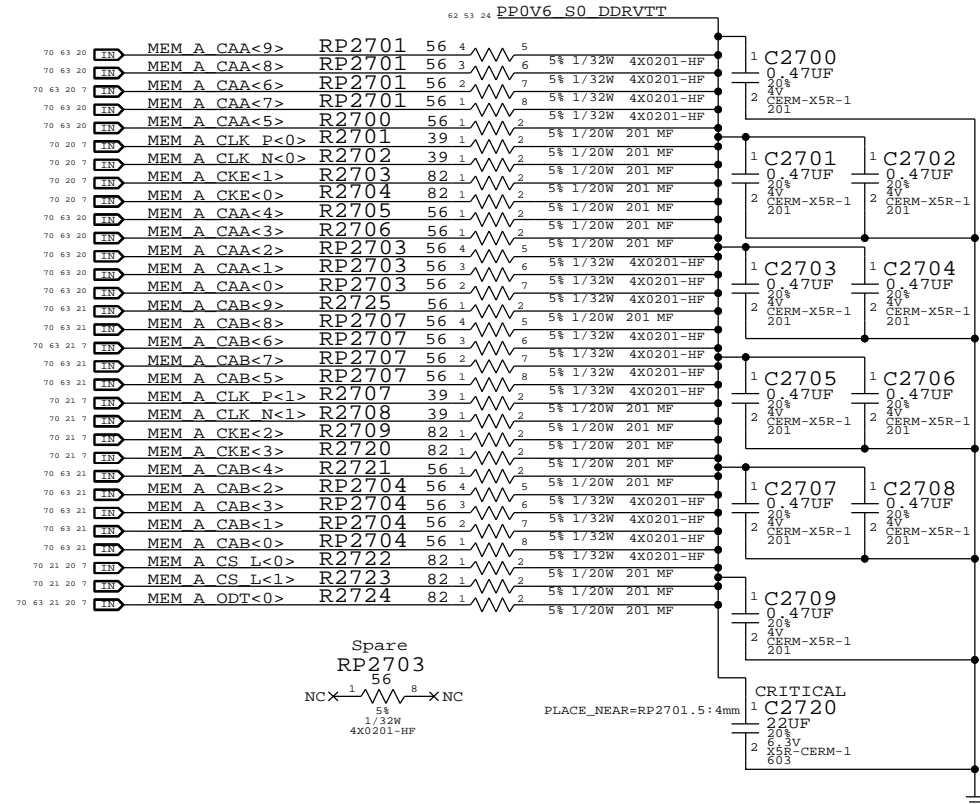 62 53 24 PP0V6_S0_DDRVTT
70 63 20 IN MEM_A_CAA<9> RP2701 56 4 5 5% 1/32W 4X0201-HF
70 63 20 IN MEM_A_CAA<8> RP2701 56 3 6 5% 1/32W 4X0201-HF
70 63 20 7 IN MEM_A_CAA<6> RP2701 56 2 7 5% 1/32W 4X0201-HF
70 63 20 IN MEM_A_CAA<7> RP2701 56 1 8 5% 1/32W 4X0201-HF
70 63 20 IN MEM_A_CAA<5> R2700 56 1 2 5% 1/20W 201 MF
70 20 7 IN MEM_A_CLK_P<0> R2701 39 1 2 5% 1/20W 201 MF
70 20 7 IN MEM_A_CLK_N<0> R2702 39 1 2 5% 1/20W 201 MF
70 20 7 IN MEM_A_CKE<1> R2703 82 1 2 5% 1/20W 201 MF
70 20 7 IN MEM_A_CKE<0> R2704 82 1 2 5% 1/20W 201 MF
70 63 20 IN MEM_A_CAA<4> R2705 56 1 2 5% 1/20W 201 MF
70 63 20 IN MEM_A_CAA<3> R2706 56 1 2 5% 1/20W 201 MF
70 63 20 IN MEM_A_CAA<2> RP2703 56 4 5 5% 1/32W 4X0201-HF
70 63 20 IN MEM_A_CAA<1> RP2703 56 3 6 5% 1/32W 4X0201-HF
70 63 20 IN MEM_A_CAA<0> RP2703 56 2 7 5% 1/32W 4X0201-HF
70 63 21 IN MEM_A_CAB<9> R2725 56 1 2 5% 1/20W 201 MF
70 63 21 IN MEM_A_CAB<8> RP2707 56 4 5 5% 1/32W 4X0201-HF
70 63 21 7 IN MEM_A_CAB<6> RP2707 56 3 6 5% 1/32W 4X0201-HF
70 63 21 IN MEM_A_CAB<7> RP2707 56 2 7 5% 1/32W 4X0201-HF
70 63 21 IN MEM_A_CAB<5> RP2707 56 1 8 5% 1/32W 4X0201-HF
70 21 7 IN MEM_A_CLK_P<1> R2707 39 1 2 5% 1/20W 201 MF
70 21 7 IN MEM_A_CLK_N<1> R2708 39 1 2 5% 1/20W 201 MF
70 21 7 IN MEM_A_CKE<2> R2709 82 1 2 5% 1/20W 201 MF
70 21 7 IN MEM_A_CKE<3> R2720 82 1 2 5% 1/20W 201 MF
70 63 21 IN MEM_A_CAB<4> R2721 56 1 2 5% 1/20W 201 MF
70 63 21 IN MEM_A_CAB<2> RP2704 56 4 5 5% 1/32W 4X0201-HF
70 63 21 IN MEM_A_CAB<3> RP2704 56 3 6 5% 1/32W 4X0201-HF
70 63 21 IN MEM_A_CAB<1> RP2704 56 2 7 5% 1/32W 4X0201-HF
70 63 21 IN MEM_A_CAB<0> RP2704 56 1 8 5% 1/32W 4X0201-HF
70 21 20 7 IN MEM_A_CS_L<0> R2722 82 1 2 5% 1/20W 201 MF
70 21 20 7 IN MEM_A_CS_L<1> R2723 82 1 2 5% 1/20W 201 MF
70 63 21 20 7 IN MEM_A_ODT<0> R2724 82 1 2 5% 1/20W 201 MF
1 C2700
0.47UF
20%
4V
2 CERM-X5R-1
201
1 C2701
0.47UF
20%
4V
2 CERM-X5R-1
201
1 C2702
0.47UF
20%
4V
2 CERM-X5R-1
201
1 C2703
0.47UF
20%
4V
2 CERM-X5R-1
201
1 C2704
0.47UF
20%
4V
2 CERM-X5R-1
201
1 C2705
0.47UF
20%
4V
2 CERM-X5R-1
201
1 C2706
0.47UF
20%
4V
2 CERM-X5R-1
201
1 C2707
0.47UF
20%
4V
2 CERM-X5R-1
201
1 C2708
0.47UF
20%
4V
2 CERM-X5R-1
201
1 C2709
0.47UF
20%
4V
2 CERM-X5R-1
201
Spare
RP2703
56
NC 1 8 NC
5%
1/32W
4X0201-HF
PLACE_NEAR=RP2701.5:4mm
CRITICAL
1 C2720
22UF
20%
6.3V
2 X5R-CERM-1
603